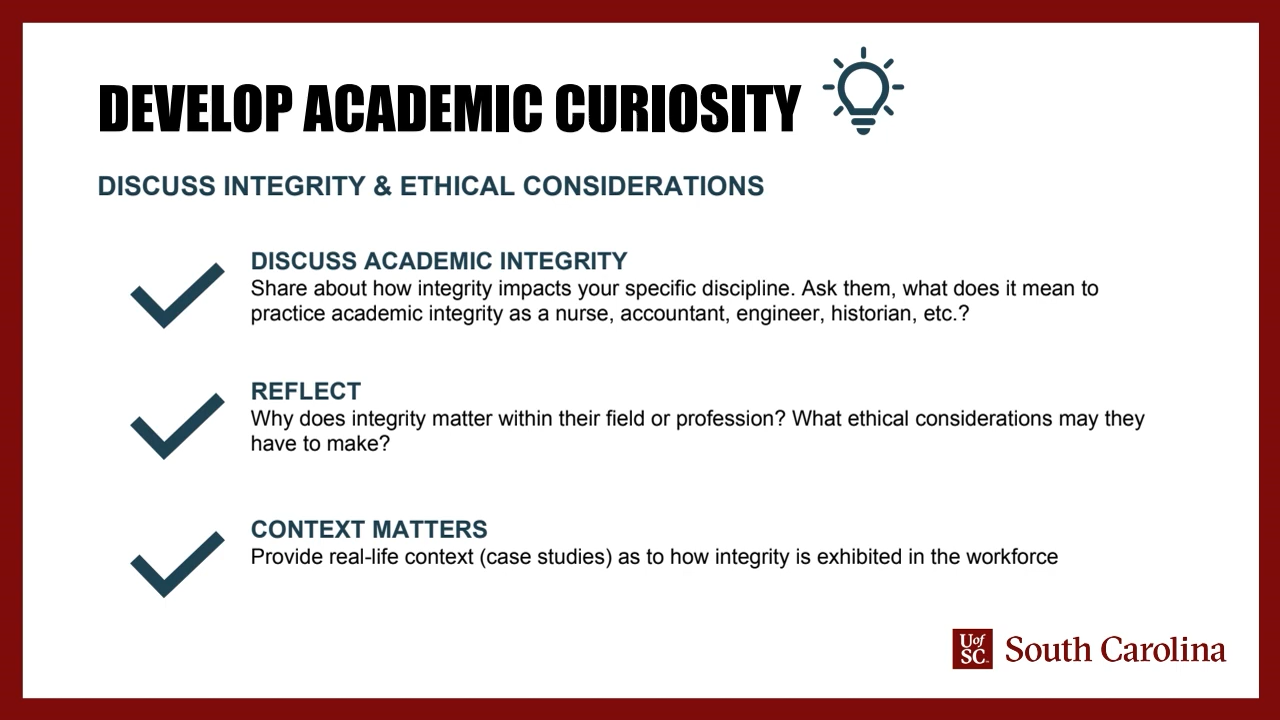 DEVELOP ACADEMIC CURIOSITY
DISCUSS INTEGRITY & ETHICAL CONSIDERATIONS
DISCUSS ACADEMIC INTEGRITY
Share about how integrity impacts your specific discipline. Ask them, what does it mean to
practice academic integrity as a nurse, accountant, engineer, historian, etc.?
REFLECT
Why does integrity matter within their field or profession? What ethical considerations may they
have to make?
CONTEXT MATTERS
Provide real-life context (case studies) as to how integrity is exhibited in the workforce
Uof
SC
South Carolina